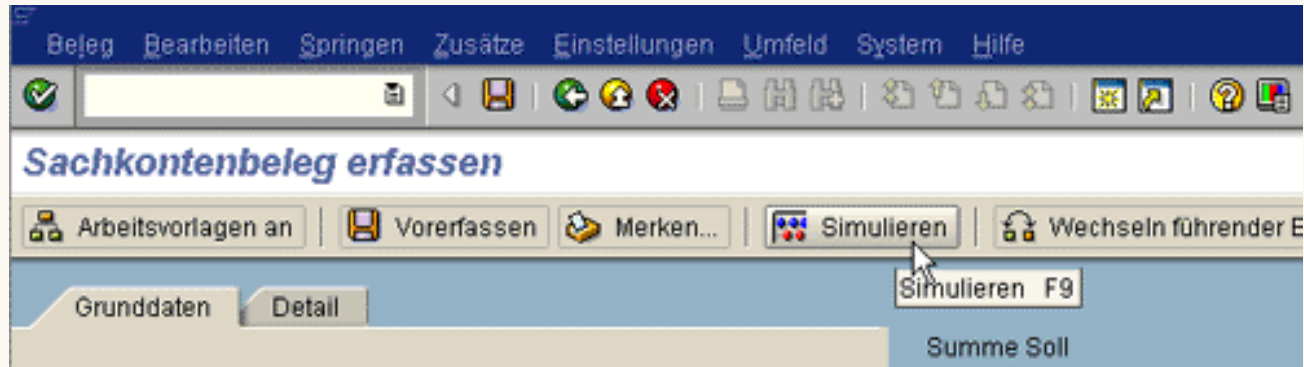 Beleg Bearbeiten Springen Zusätze Einstellungen Umfeld System Hilfe
Sachkontenbeleg erfassen
Arbeitsvorlagen an Vorerfassen Merken... Simulieren Wechseln führender E
Simulieren F9
Grunddaten Detail
Summe Soll